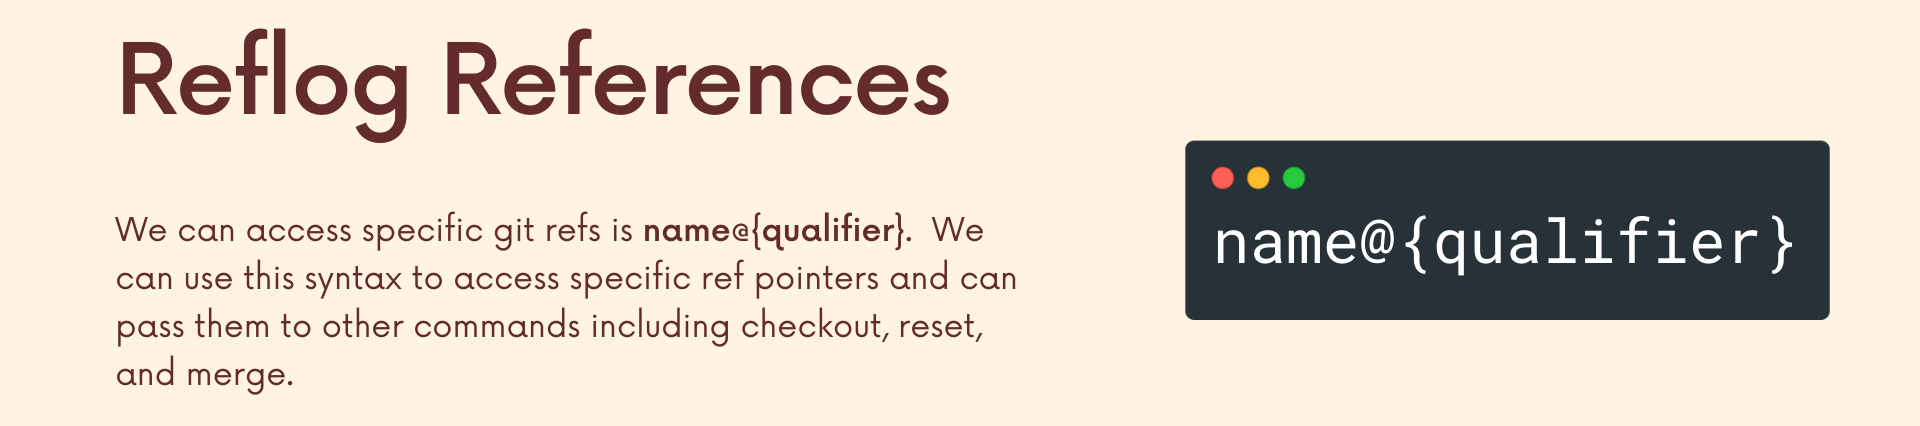 Reflog References
We can access specific git refs is name@{qualifier}. We
can use this syntax to access specific ref pointers and can
pass them to other commands including checkout, reset,
and merge.
name@{qualifier}